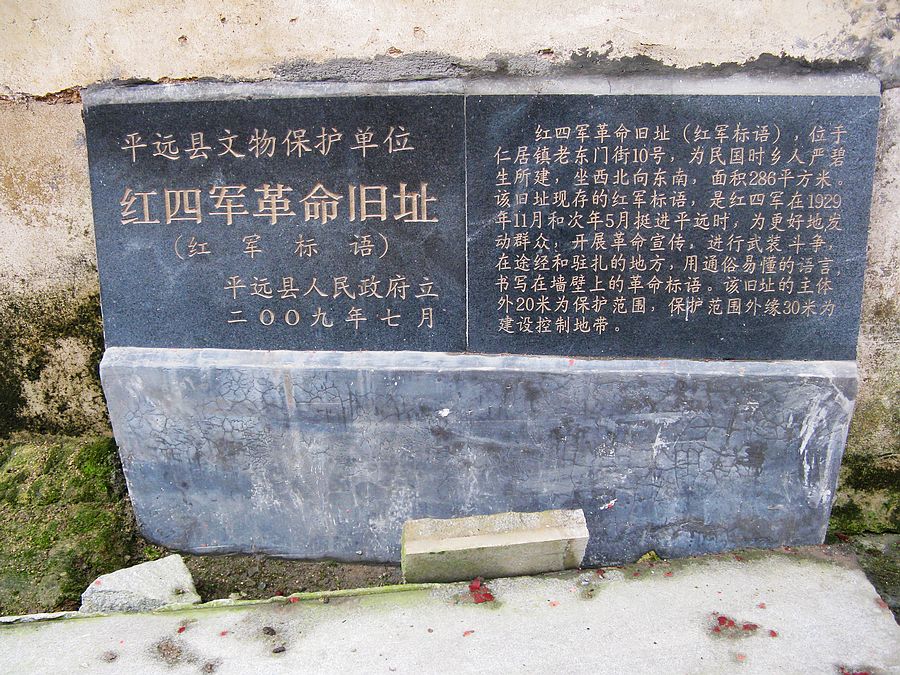 平远县文物保护单位
红四军革命旧址
（红军标语）
平远县人民政府立
二〇〇九年七月
红四军革命旧址（红军标语），位于
仁居镇老东门街10号，为民国时乡人严碧
生所建，坐西北向东南，面积286平方米。
该旧址现存的红军标语，是红四军在1929
年11月和次年5月挺进平远时，为更好地发
动群众，开展革命宣传，进行武装斗争，
在途经和驻扎的地方，用通俗易懂的语言，
书写在墙壁上的革命标语。该旧址的主体
外20米为保护范围，保护范围外缘30米为
建设控制地带。